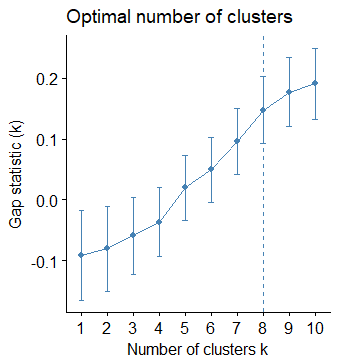 Optimal number of clusters
Gap statistic (k)
0.2
0.1
0.0
-0.1
1 2 3 4 5 6 7 8 9 10
Number of clusters k